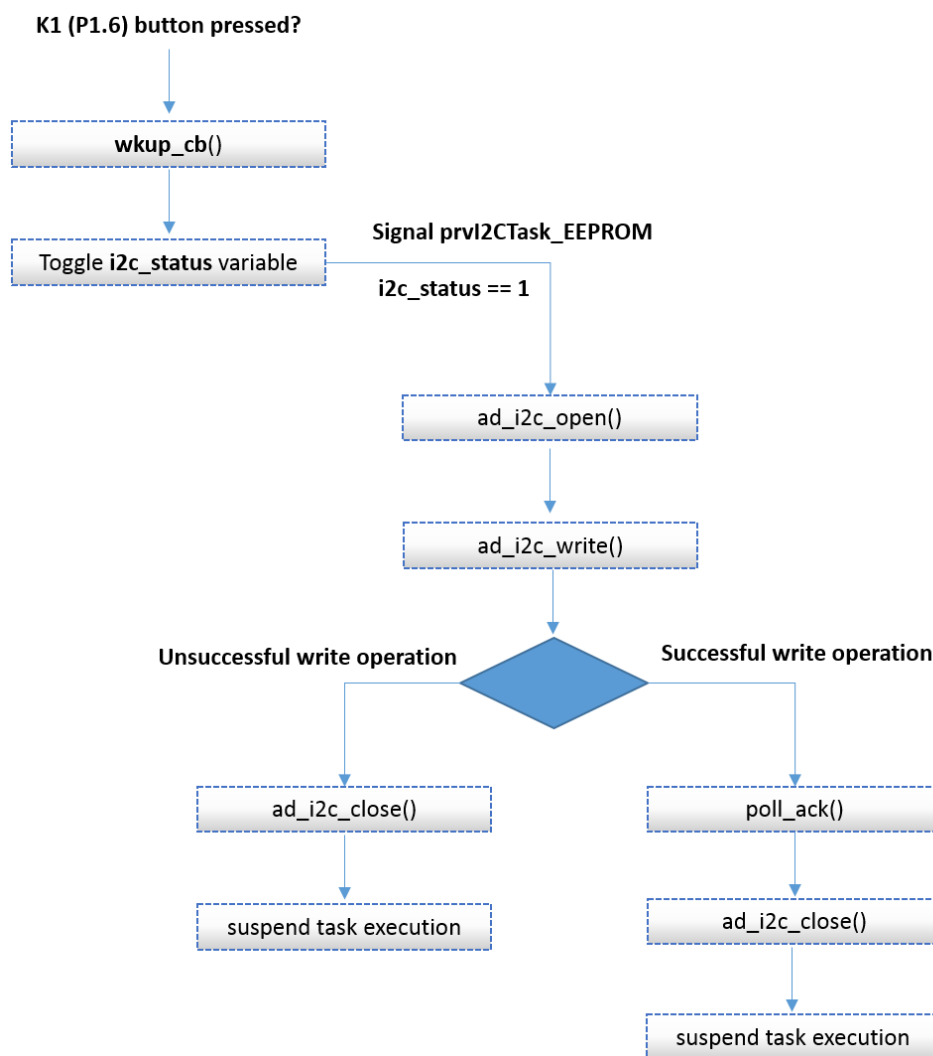 K1 (P1.6) button pressed?
wkup_cb()
Toggle i2c_status variable
Signal prvI2CTask_EEPROM
i2c_status == 1
ad_i2c_open()
ad_i2c_write()
Unsuccessful write operation
Successful write operation
ad_i2c_close()
poll_ack()
suspend task execution
ad_i2c_close()
suspend task execution